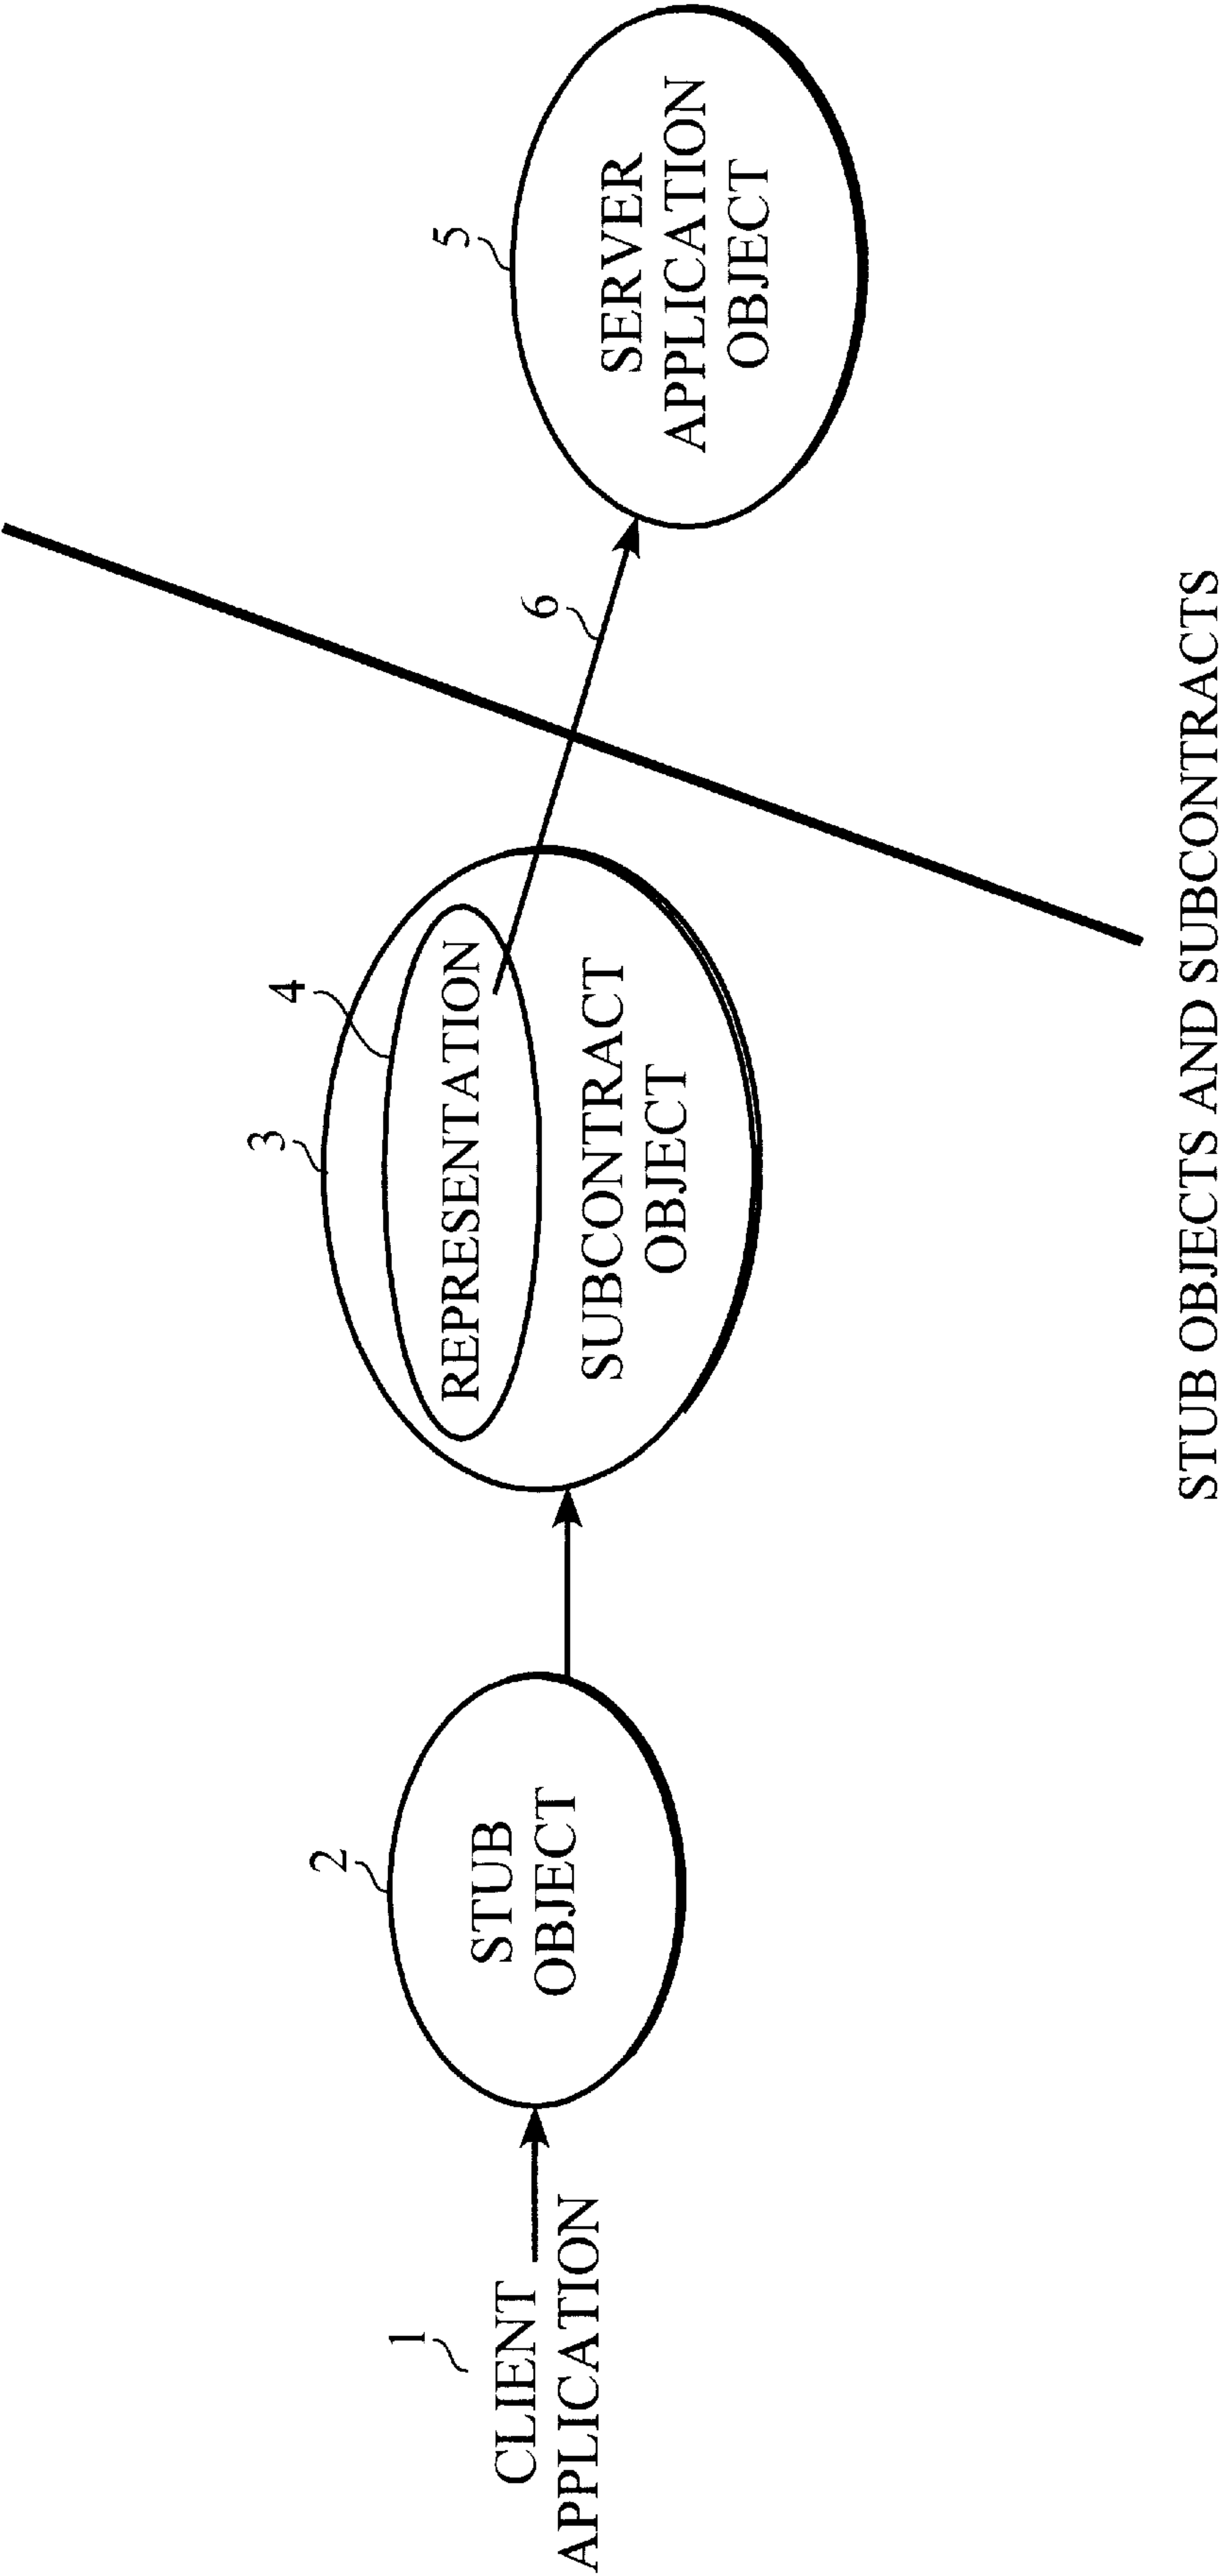 1
CLIENT
APPLICATION
2
STUB
OBJECT
3
4
REPRESENTATION
SUBCONTRACT
OBJECT
6
5
SERVER
APPLICATION
OBJECT
STUB OBJECTS AND SUBCONTRACTS